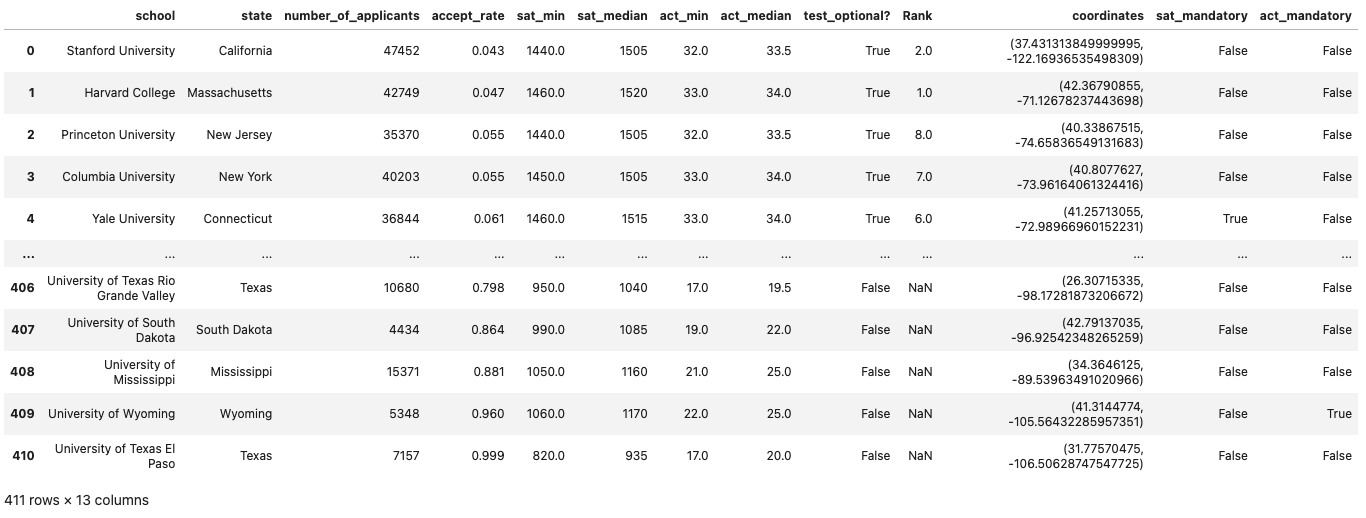 school state number_of_applicants accept_rate sat_min sat_median act_min act_median test_optional? Rank coordinates sat_mandatory act_mandatory
0 Stanford University California 47452 0.043 1440.0 1505 32.0 33.5 True 2.0 (37.431313849999995, -122.16936535498309) False False
1 Harvard College Massachusetts 42749 0.047 1460.0 1520 33.0 34.0 True 1.0 (42.36790855, -71.12678237443698) False False
2 Princeton University New Jersey 35370 0.055 1440.0 1505 32.0 33.5 True 8.0 (40.33867515, -74.65836549131683) False False
3 Columbia University New York 40203 0.055 1450.0 1505 33.0 34.0 True 7.0 (40.8077627, -73.96164061324416) False False
4 Yale University Connecticut 36844 0.061 1460.0 1515 33.0 34.0 True 6.0 (41.25713055, -72.98966960152231) True False
... ... ... ... ... ... ... ... ... ... ... ... ... ...
406 University of Texas Rio Grande Valley Texas 10680 0.798 950.0 1040 17.0 19.5 False NaN (26.30715335, -98.17281873206672) False False
407 University of South Dakota South Dakota 4434 0.864 990.0 1085 19.0 22.0 False NaN (42.79137035, -96.92542348265259) False False
408 University of Mississippi Mississippi 15371 0.881 1050.0 1160 21.0 25.0 False NaN (34.3646125, -89.53963491020966) False False
409 University of Wyoming Wyoming 5348 0.960 1060.0 1170 22.0 25.0 False NaN (41.3144774, -105.56432285957351) False True
410 University of Texas El Paso Texas 7157 0.999 820.0 935 17.0 20.0 False NaN (31.77570475, -106.50628747547725) False False
411 rows × 13 columns